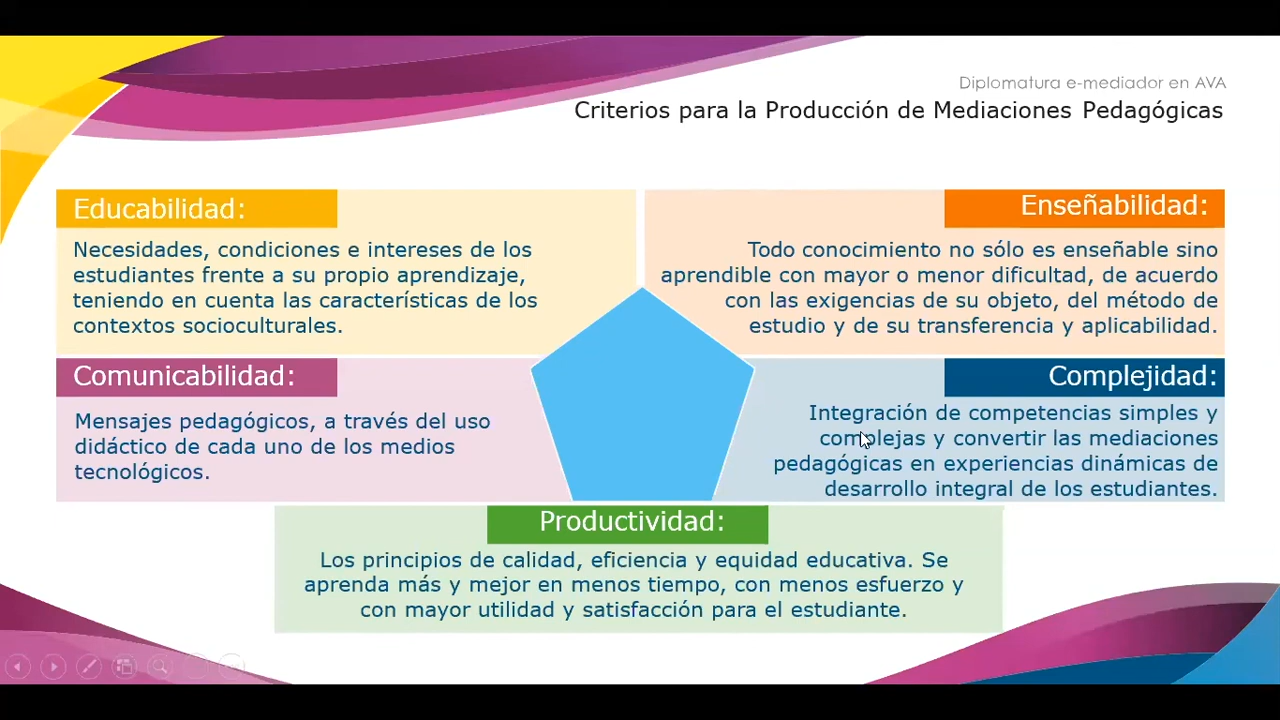 Diplomatura e-mediador en AVA
Criterios para la Producción de Mediaciones Pedagógicas
Educabilidad:
Necesidades, condiciones e intereses de los
estudiantes frente a su propio aprendizaje,
teniendo en cuenta las características de los
contextos socioculturales.
Enseñabilidad:
Todo conocimiento no sólo es enseñable sino
aprendible con mayor o menor dificultad, de acuerdo
con las exigencias de su objeto, del método de
estudio y de su transferencia y aplicabilidad.
Comunicabilidad:
Mensajes pedagógicos, a través del uso
didáctico de cada uno de los medios
tecnológicos.
Complejidad:
Integración de competencias simples y
complejas y convertir las mediaciones
pedagógicas en experiencias dinámicas de
desarrollo integral de los estudiantes.
Productividad:
Los principios de calidad, eficiencia y equidad educativa. Se
aprenda más y mejor en menos tiempo, con menos esfuerzo y
con mayor utilidad y satisfacción para el estudiante.